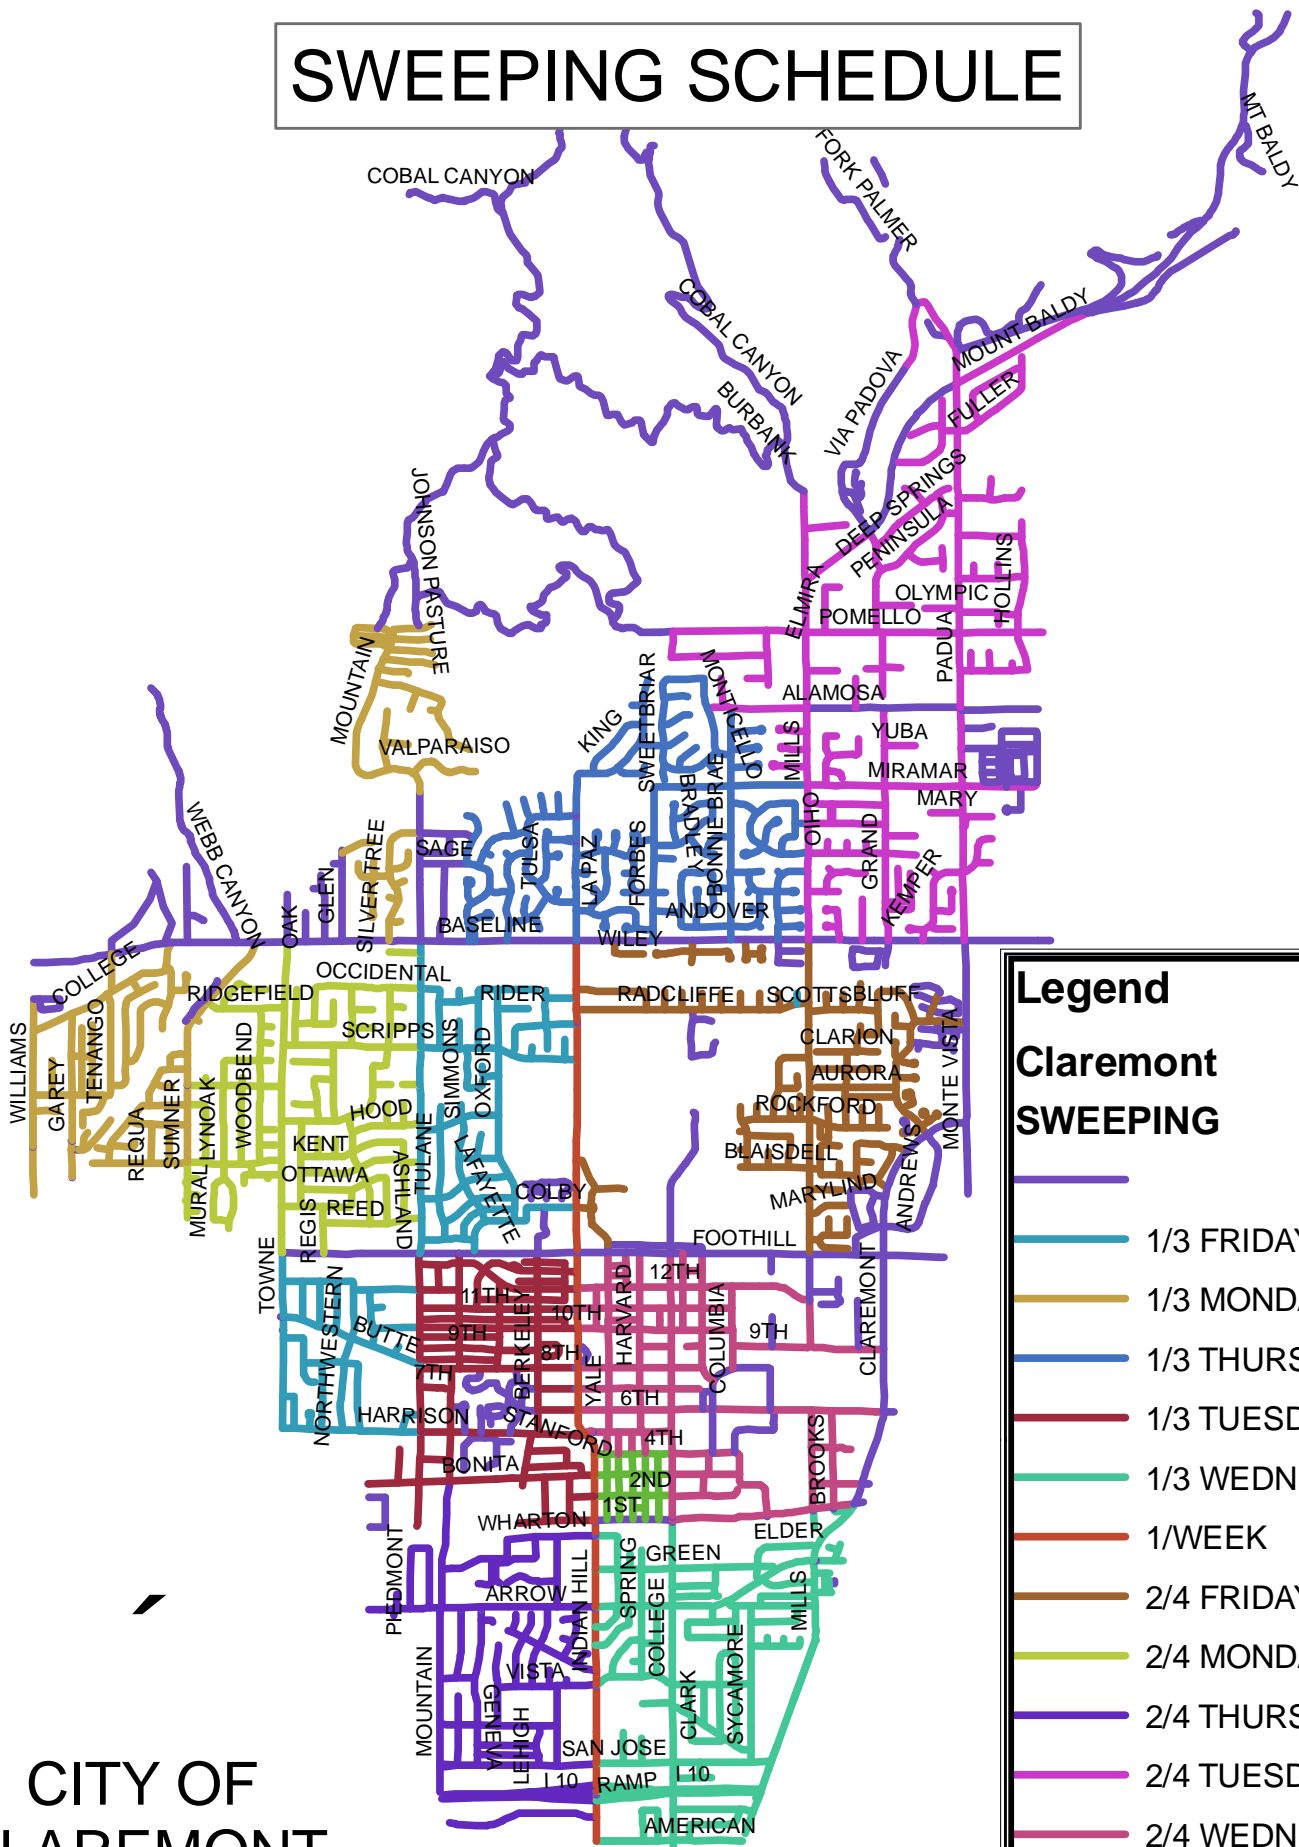 SWEEPING SCHEDULE
MT BALDY
COBAL CANYON
FORK PALMER
COBAL CANYON
MOUNT BALDY
BURBANK
VIA PADOVA
FULLER
JOHNSON PASTURE
DEEP SPRINGS
PENINSULA
ELMIRA
OLYMPIC
HOLLINS
POMELLO
PADUA
MOUNTAIN
MONTICELLO
SWEETBRIAR
ALAMOSA
KING
VALPARAISO
MILLS
YUBA
MIRAMAR
MARY
WEBB CANYON
BRADLEY
BONNIE BRAE
OIHO
SAGE
TULSA
LA PAZ
FORBES
GRAND
KEMPER
SILVER TREE
GLEN
OAK
BASELINE
ANDOVER
WILEY
COLLEGE
OCCIDENTAL
RIDGEFIELD
RIDER
RADCLIFFE
SCOTTSBLUFF
SCRIPPS
CLARION
MONTE VISTA
WILLIAMS
GAREY
TENANGO
REQUA
SUMNER
MURAL
LYNOAK
WOODBEND
SIMMONS
OXFORD
AURORA
HOOD
ROCKFORD
KENT
BLAISDELL
OTTAWA
ASHLAND
TULANE
LAFAYETTE
COLBY
MARYLIND
ANDREWS
REGIS
REED
FOOTHILL
TOWNE
12TH
NORTHWESTERN
11TH
10TH
HARVARD
COLUMBIA
CLAREMONT
BUTTE
9TH
9TH
BERKELEY
8TH
7TH
YALE
6TH
HARRISON
STANFORD
4TH
BROOKS
BONITA
2ND
1ST
WHARTON
ELDER
PIEDMONT
GREEN
SPRING
ARROW
INDIAN HILL
COLLEGE
MILLS
VISTA
SYCAMORE
CLARK
MOUNTAIN
GENEWA
LEHIGH
SAN JOSE
I 10
RAMP
I 10
AMERICAN
CITY OF
LAREMONT
Legend
Claremont
SWEEPING
1/3 FRIDAY
1/3 MONDA
1/3 THURS
1/3 TUESD
1/3 WEDN
1/WEEK
2/4 FRIDAY
2/4 MONDA
2/4 THURS
2/4 TUESD
2/4 WEDN